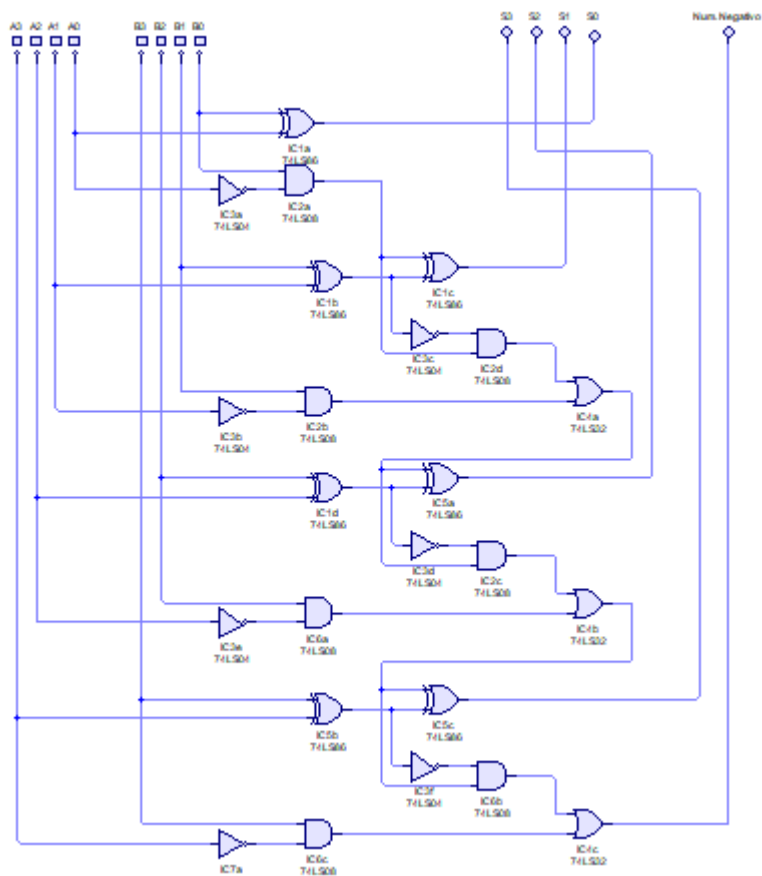 A3 A2 A1 A0 B3 B2 B1 B0 S3 S2 S1 S0 Num.Negativo
IC1a
74LS86
IC3a
74LS04
IC2a
74LS08
IC1b
74LS86
IC1c
74LS86
IC3c
74LS04
IC2d
74LS08
IC3b
74LS04
IC2b
74LS08
IC4a
74LS32
IC1d
74LS86
IC5a
74LS86
IC3d
74LS04
IC2c
74LS08
IC3e
74LS04
IC6a
74LS08
IC4b
74LS32
IC5b
74LS86
IC5c
74LS86
IC3f
74LS04
IC6b
74LS08
IC7a
IC6c
74LS08
IC4c
74LS32